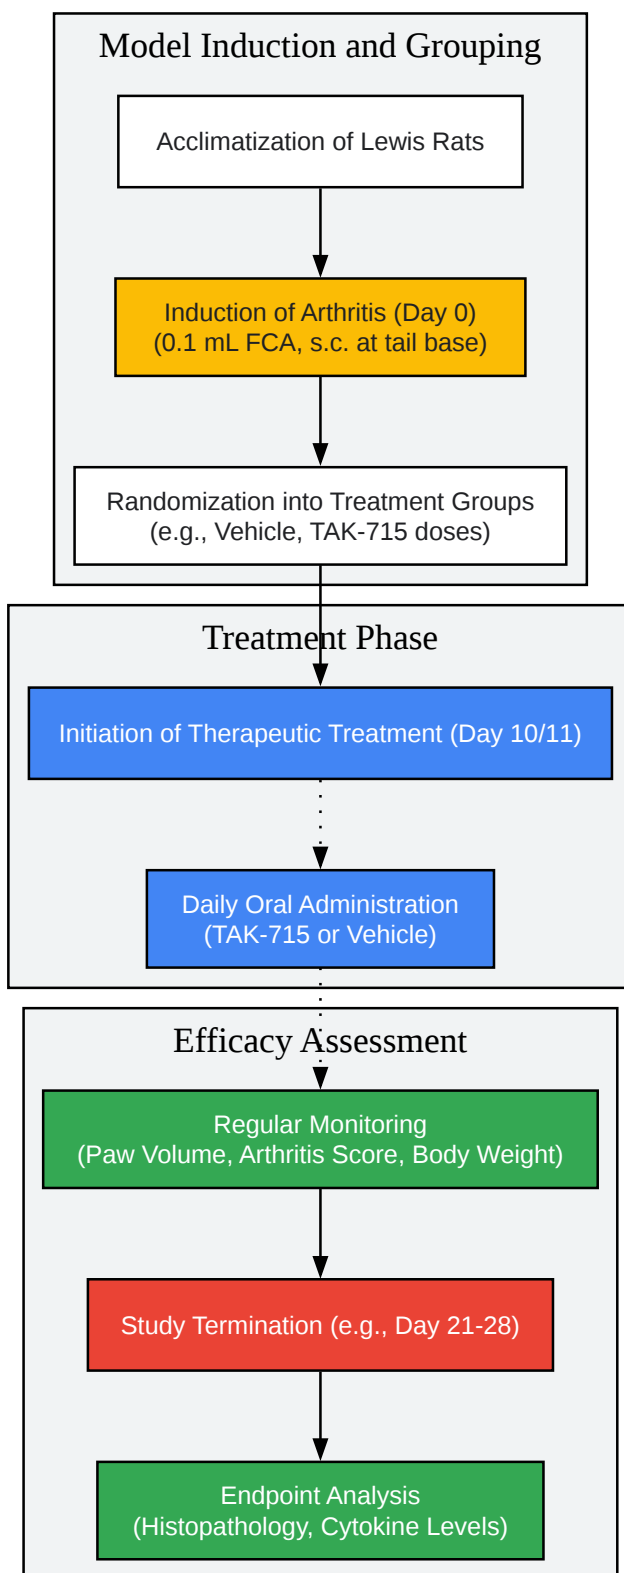 Model Induction and Grouping
Acclimatization of Lewis Rats
Induction of Arthritis (Day 0)
(0.1 mL FCA, s.c. at tail base)
Randomization into Treatment Groups
(e.g., Vehicle, TAK-715 doses)
Treatment Phase
Initiation of Therapeutic Treatment (Day 10/11)
Daily Oral Administration
(TAK-715 or Vehicle)
Efficacy Assessment
Regular Monitoring
(Paw Volume, Arthritis Score, Body Weight)
Study Termination (e.g., Day 21-28)
Endpoint Analysis
(Histopathology, Cytokine Levels)